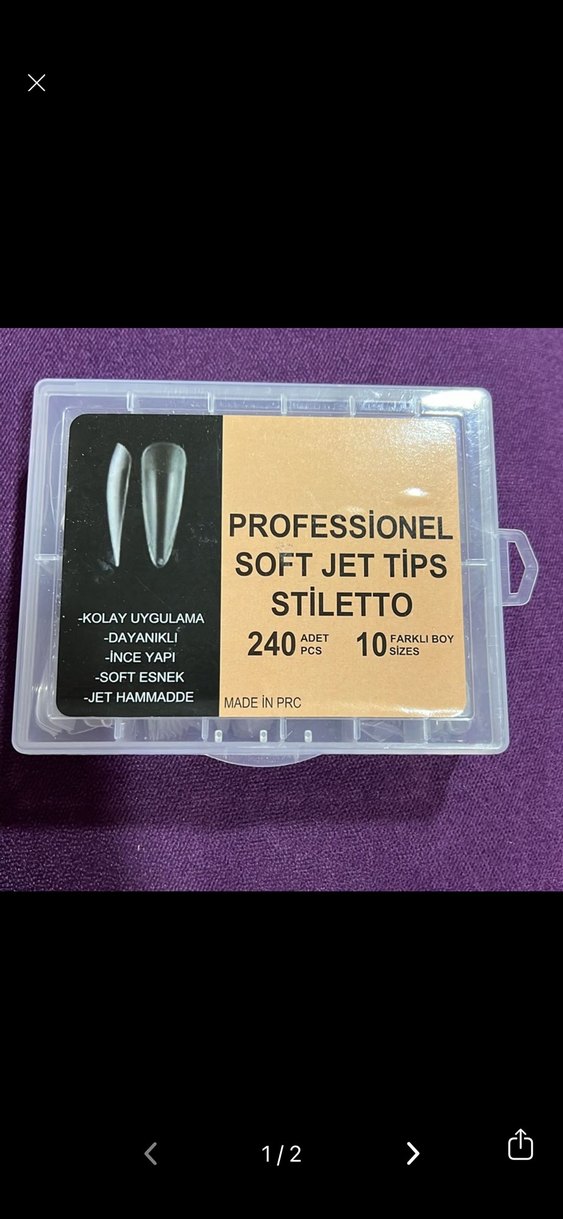 PROFESSİONEL
SOFT JET TİPS
STİLETTO
240 ADET PCS 10 FARKLI BOY SİZES
-KOLAY UYGULAMA
-DAYANIKLI
-İNCE YAPI
-SOFT ESNEK
-JET HAMMADDE
MADE İN PRC
1/2